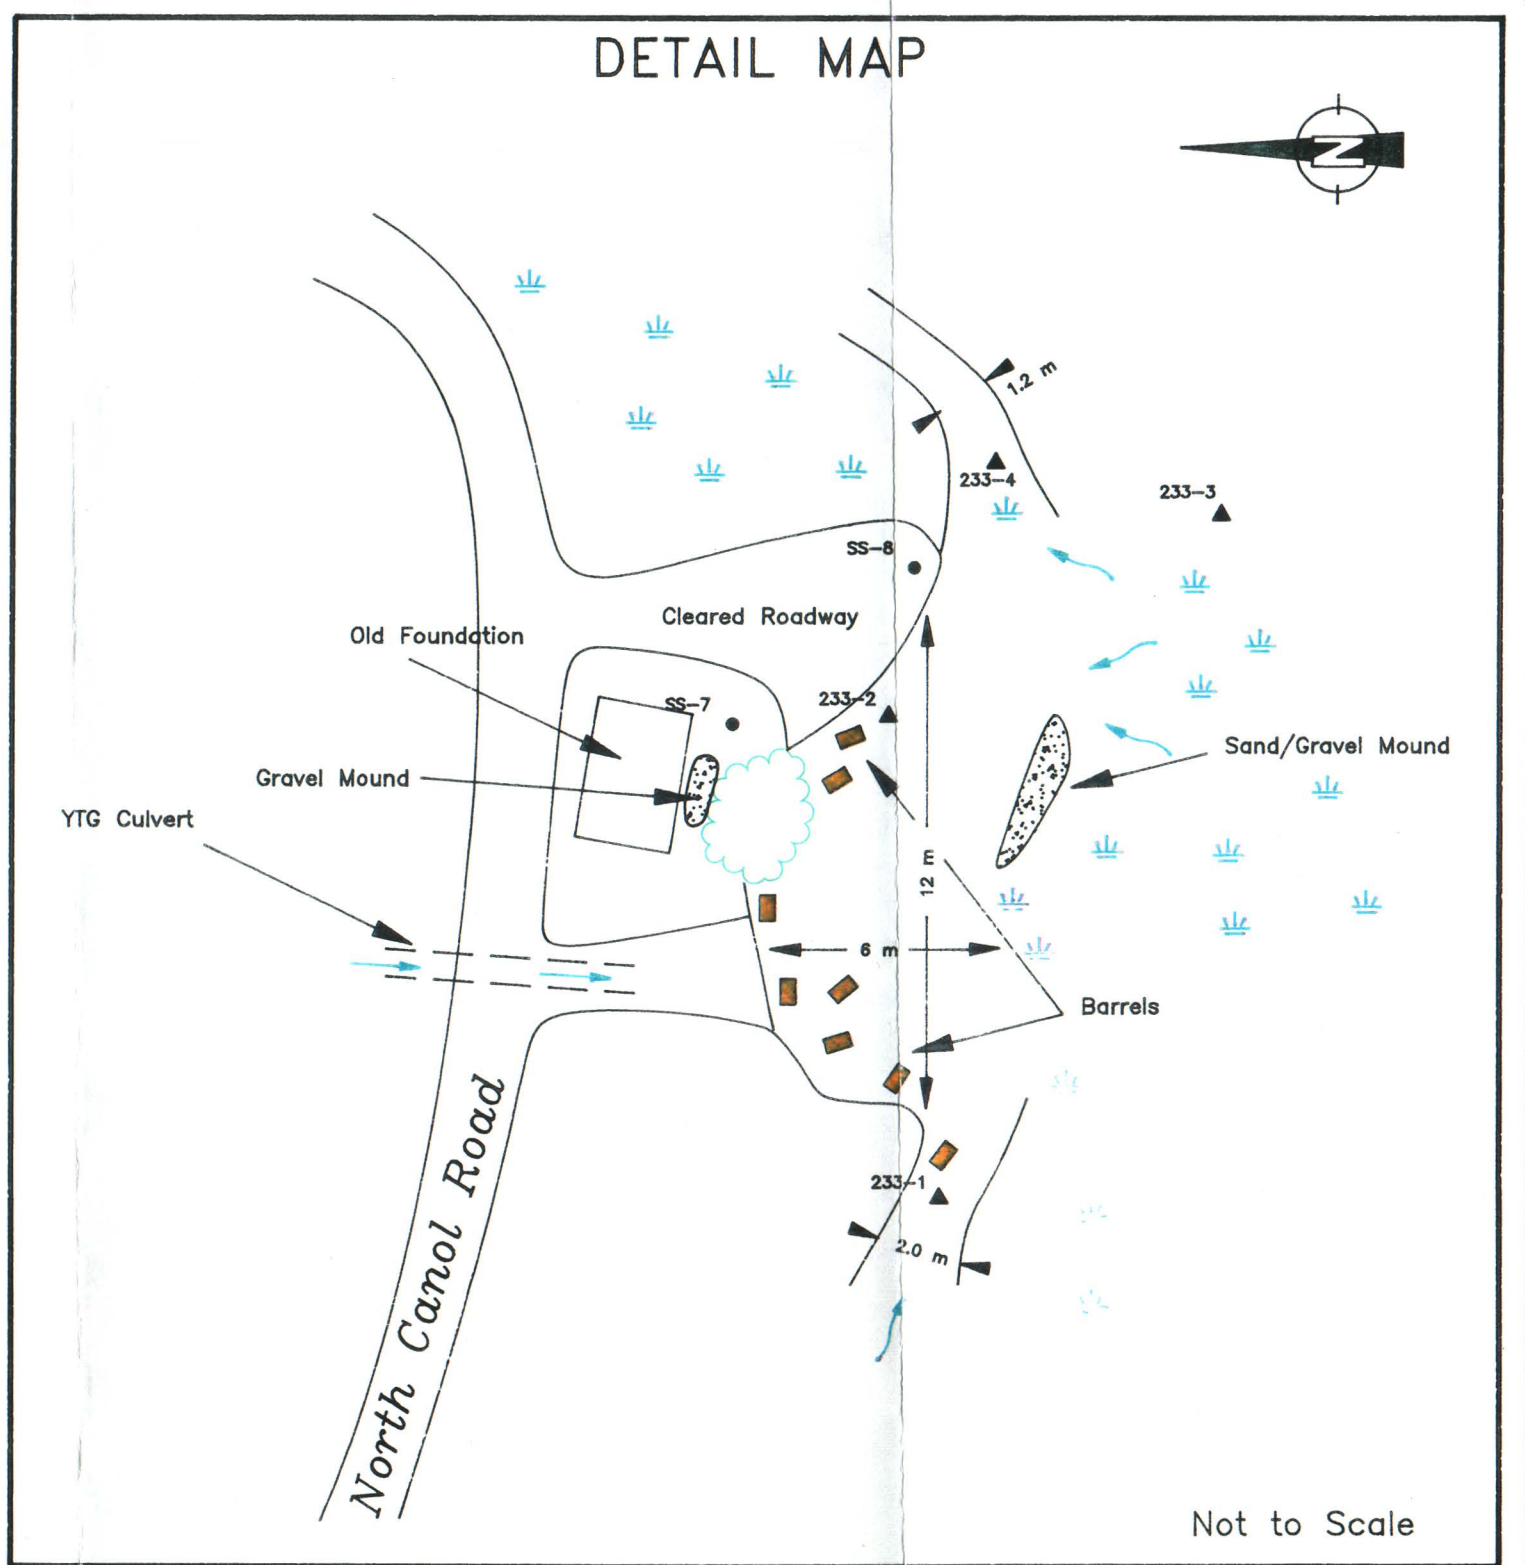 DETAIL MAP
N
1.2 m
233-4
233-3
SS-8
Cleared Roadway
Old Foundation
SS-7
233-2
Sand/Gravel Mound
Gravel Mound
YTG Culvert
12 m
6 m
Barrels
North Canol Road
233-1
2.0 m
Not to Scale